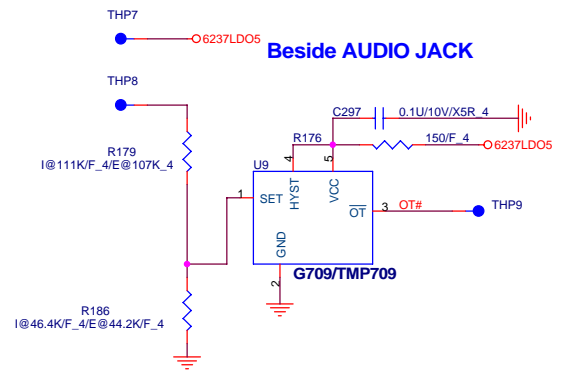 THP7
6237LDO5
Beside AUDIO JACK
THP8
C297
0.1U/10V/X5R_4
R179
I@111K/F_4/E@107K_4
R176
150/F_4
6237LDO5
U9
4
5
1
SET
HYST
VCC
OT
3
OT#
THP9
GND
2
G709/TMP709
R186
I@46.4K/F_4/E@44.2K/F_4